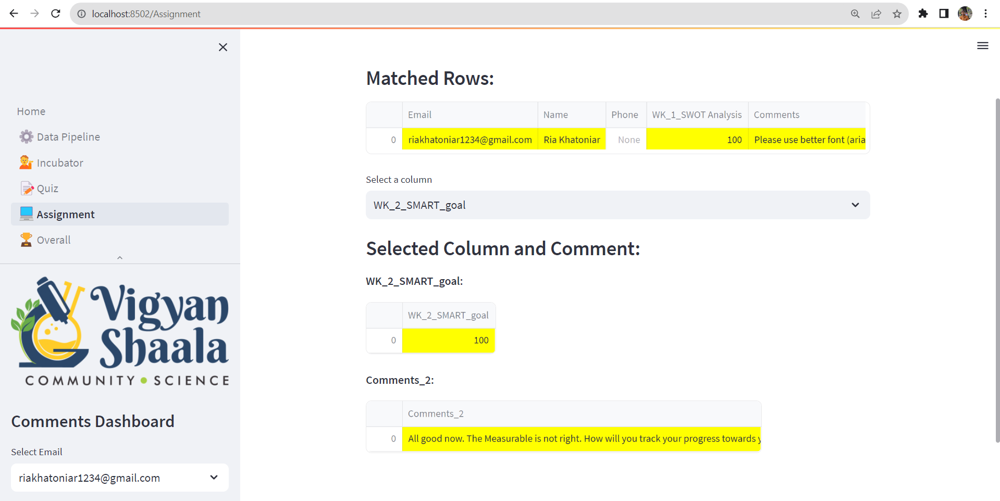 localhost:8502/Assignment
Home
Data Pipeline
Incubator
Quiz
Assignment
Overall
Vigyan
Shaala
COMMUNITY • SCIENCE
Comments Dashboard
Select Email
riakhatoniar1234@gmail.com
Matched Rows:
Email Name Phone WK_1_SWOT Analysis Comments
0 riakhatoniar1234@gmail.com Ria Khatoniar None 100 Please use better font (aria
Select a column
WK_2_SMART_goal
Selected Column and Comment:
WK_2_SMART_goal:
WK_2_SMART_goal
0 100
Comments_2:
Comments_2
0 All good now. The Measurable is not right. How will you track your progress towards y